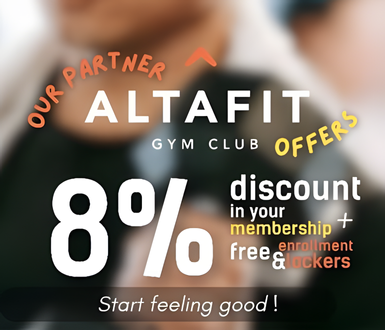 OUR PARTNER
ALTAFIT
GYM CLUB
OFFERS
8%
discount
in your
membership +
free enrollment
& lockers
Start feeling good!